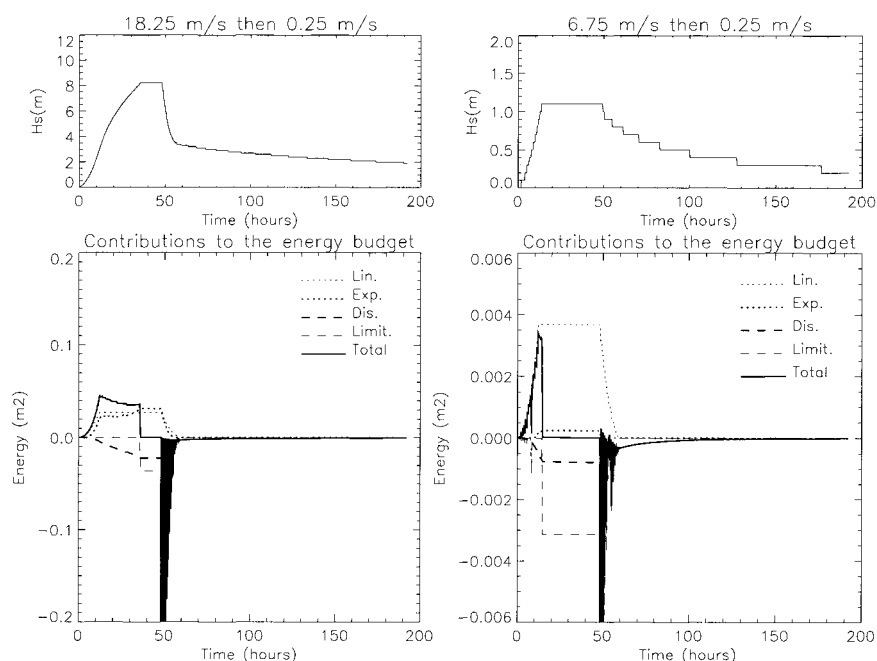 18.25 m/s then 0.25 m/s
12
10
8
6
4
2
0
Hs(m)
0 50 100 150 200
Time (hours)
6.75 m/s then 0.25 m/s
2.0
1.5
1.0
0.5
0.0
Hs(m)
0 50 100 150 200
Time (hours)
Contributions to the energy budget
0.2
0.1
0.0
-0.1
-0.2
Energy (m2)
Lin.
Exp.
Dis.
Limit.
Total
0 50 100 150 200
Time (hours)
Contributions to the energy budget
0.006
0.004
0.002
0.000
-0.002
-0.004
-0.006
Energy (m2)
Lin.
Exp.
Dis.
Limit.
Total
0 50 100 150 200
Time (hours)